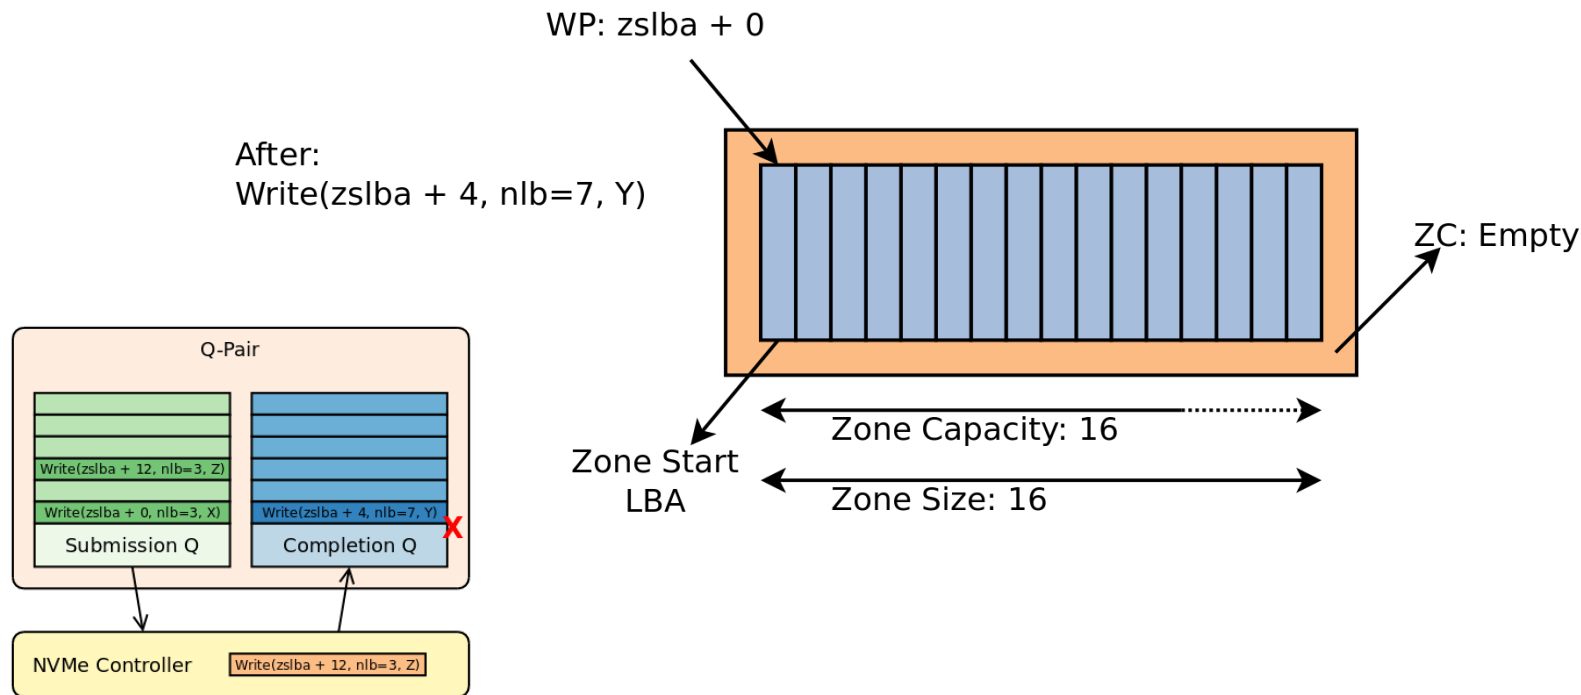 WP: zslba + 0
After:
Write(zslba + 4, nlb=7, Y)
ZC: Empty
Zone Capacity: 16
Zone Start
LBA
Zone Size: 16
Q-Pair
Write(zslba + 12, nlb=3, Z)
Write(zslba + 0, nlb=3, X)
Submission Q
Write(zslba + 4, nlb=7, Y)
X
Completion Q
NVMe Controller
Write(zslba + 12, nlb=3, Z)